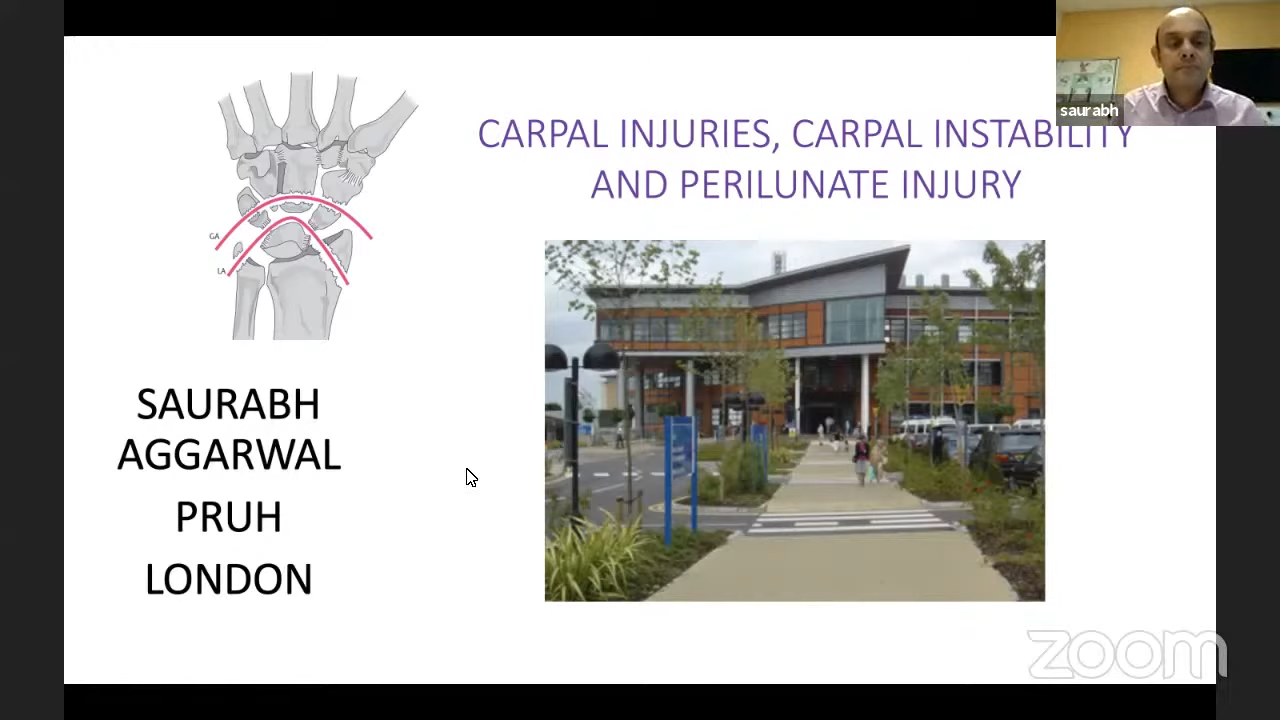 saurabh
CARPAL INJURIES, CARPAL INSTABILITY
AND PERILUNATE INJURY
GA
LA
SAURABH
AGGARWAL
PRUH
LONDON
zoom